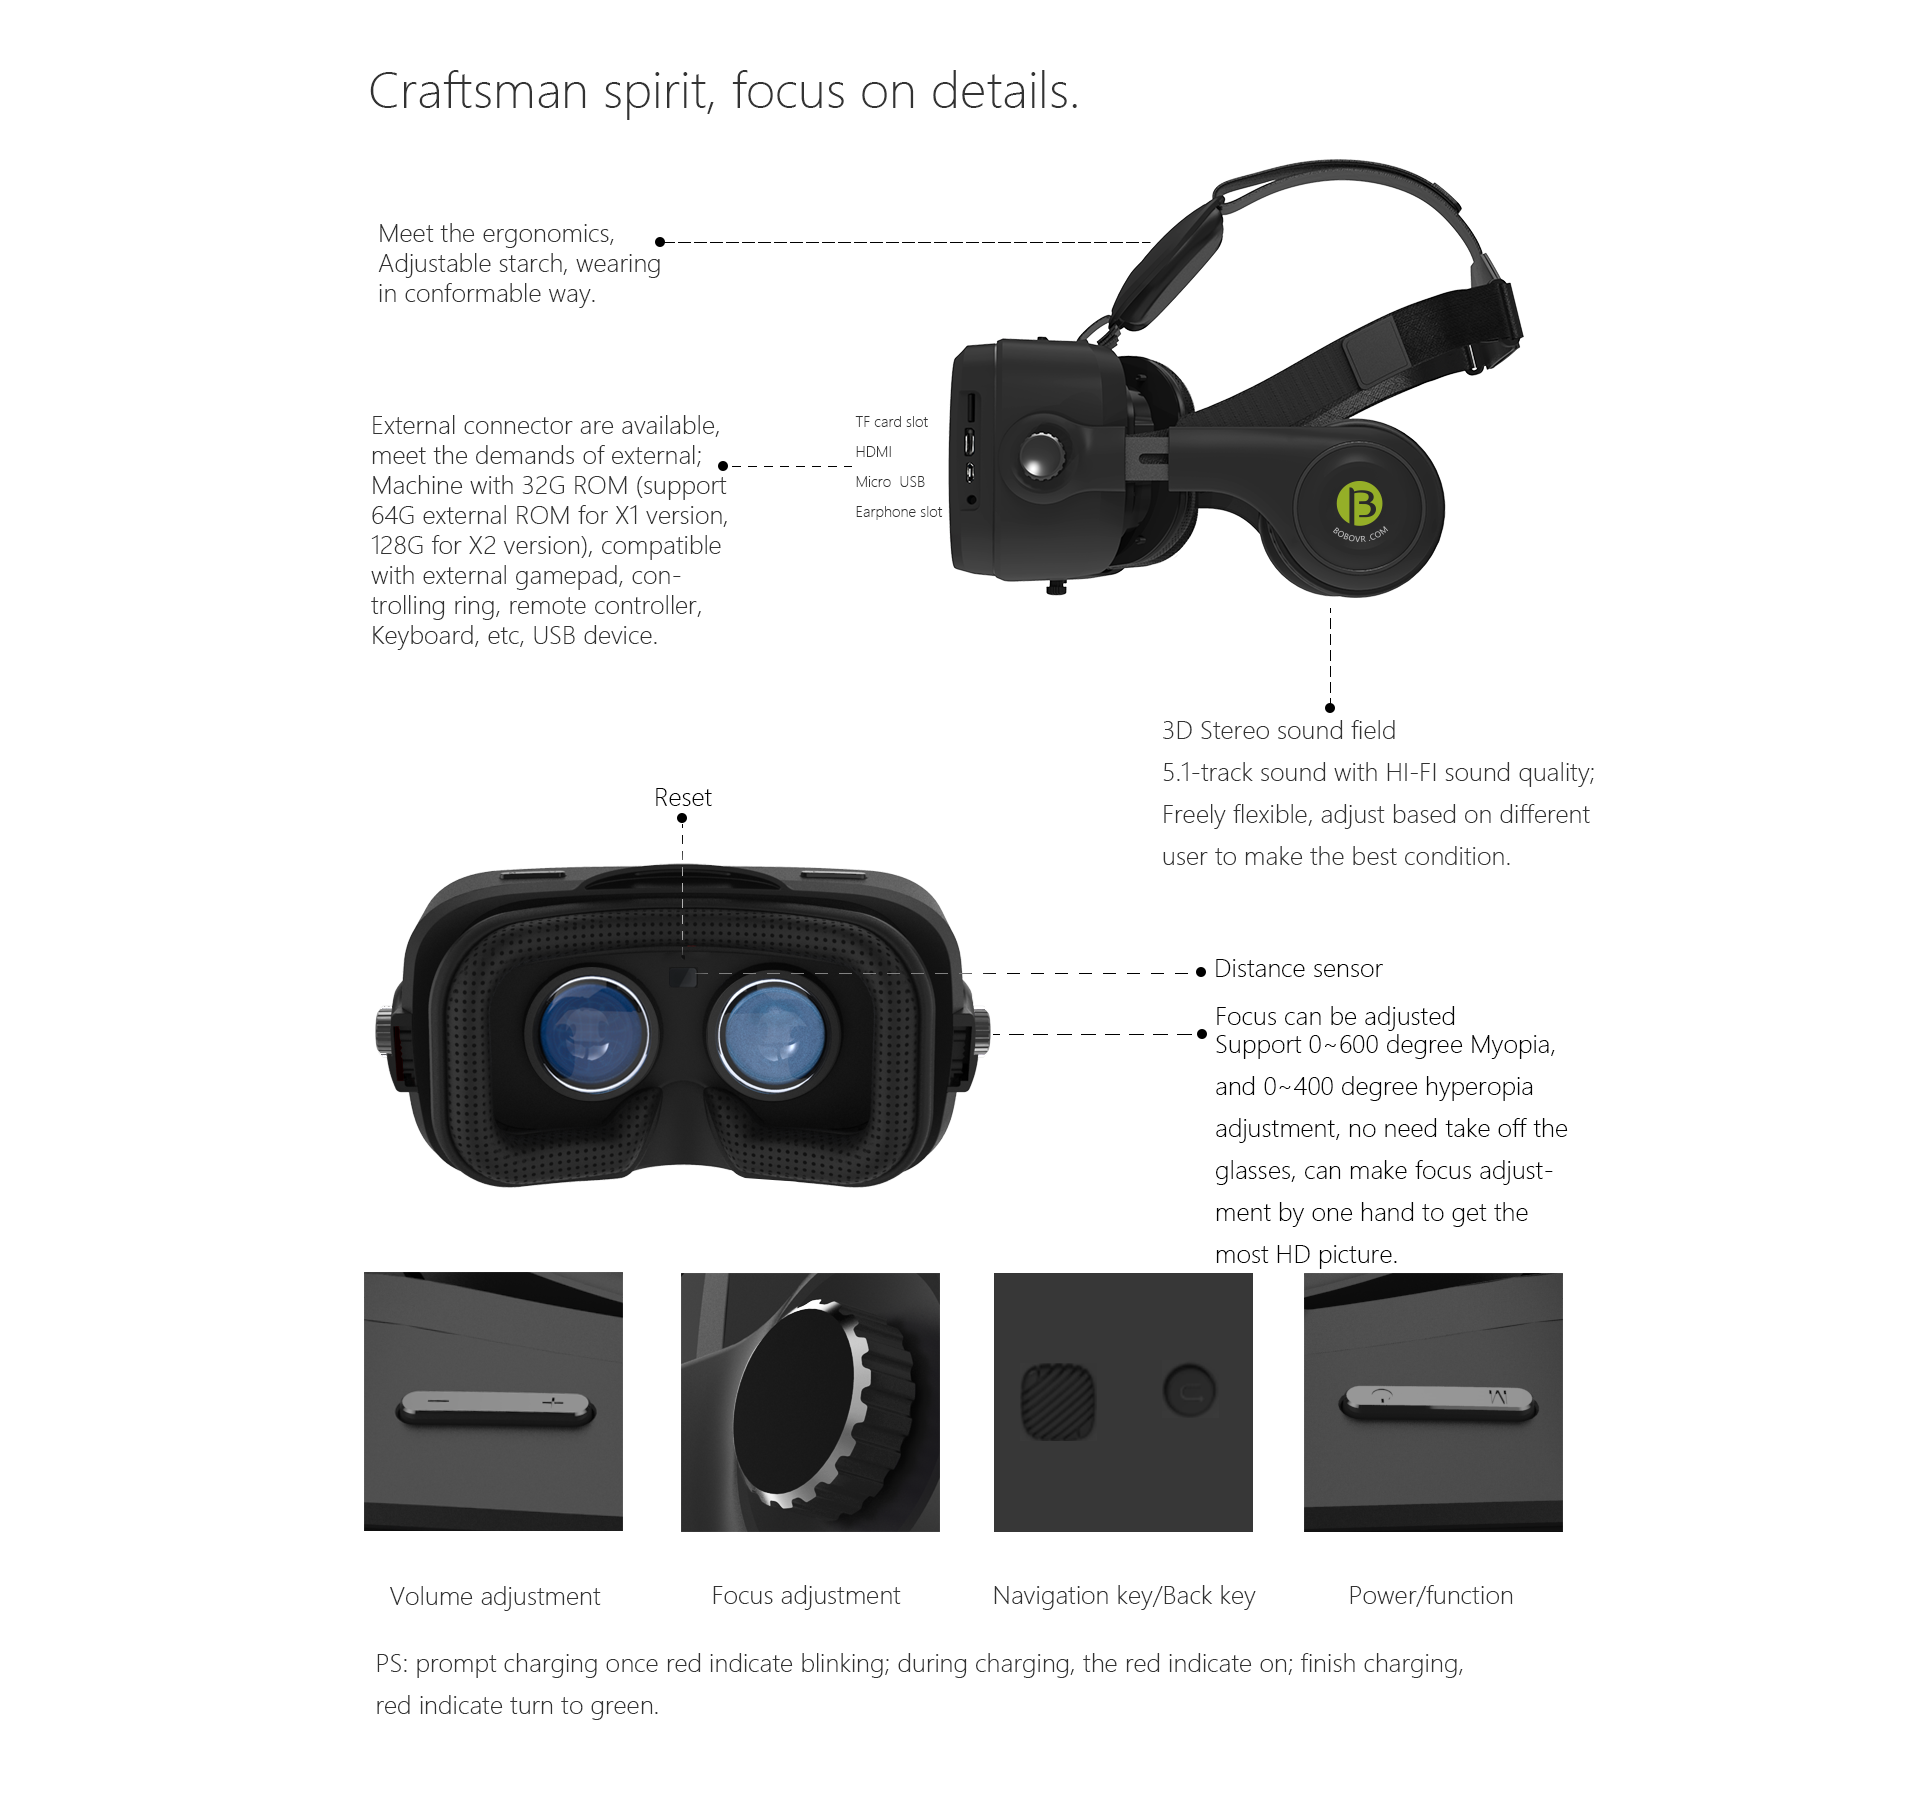 Craftsman spirit, focus on details.
Meet the ergonomics,
Adjustable starch, wearing
in conformable way.
External connector are available,
meet the demands of external;
Machine with 32G ROM (support
64G external ROM for X1 version,
128G for X2 version), compatible
with external gamepad, con-
trolling ring, remote controller,
Keyboard, etc, USB device.
TF card slot
HDMI
Micro USB
Earphone slot
B
BOBOVR.COM
3D Stereo sound field
5.1-track sound with HI-FI sound quality;
Freely flexible, adjust based on different
user to make the best condition.
Reset
Distance sensor
Focus can be adjusted
Support 0~600 degree Myopia,
and 0~400 degree hyperopia
adjustment, no need take off the
glasses, can make focus adjust-
ment by one hand to get the
most HD picture.
− +
M
Volume adjustment
Focus adjustment
Navigation key/Back key
Power/function
PS: prompt charging once red indicate blinking; during charging, the red indicate on; finish charging,
red indicate turn to green.